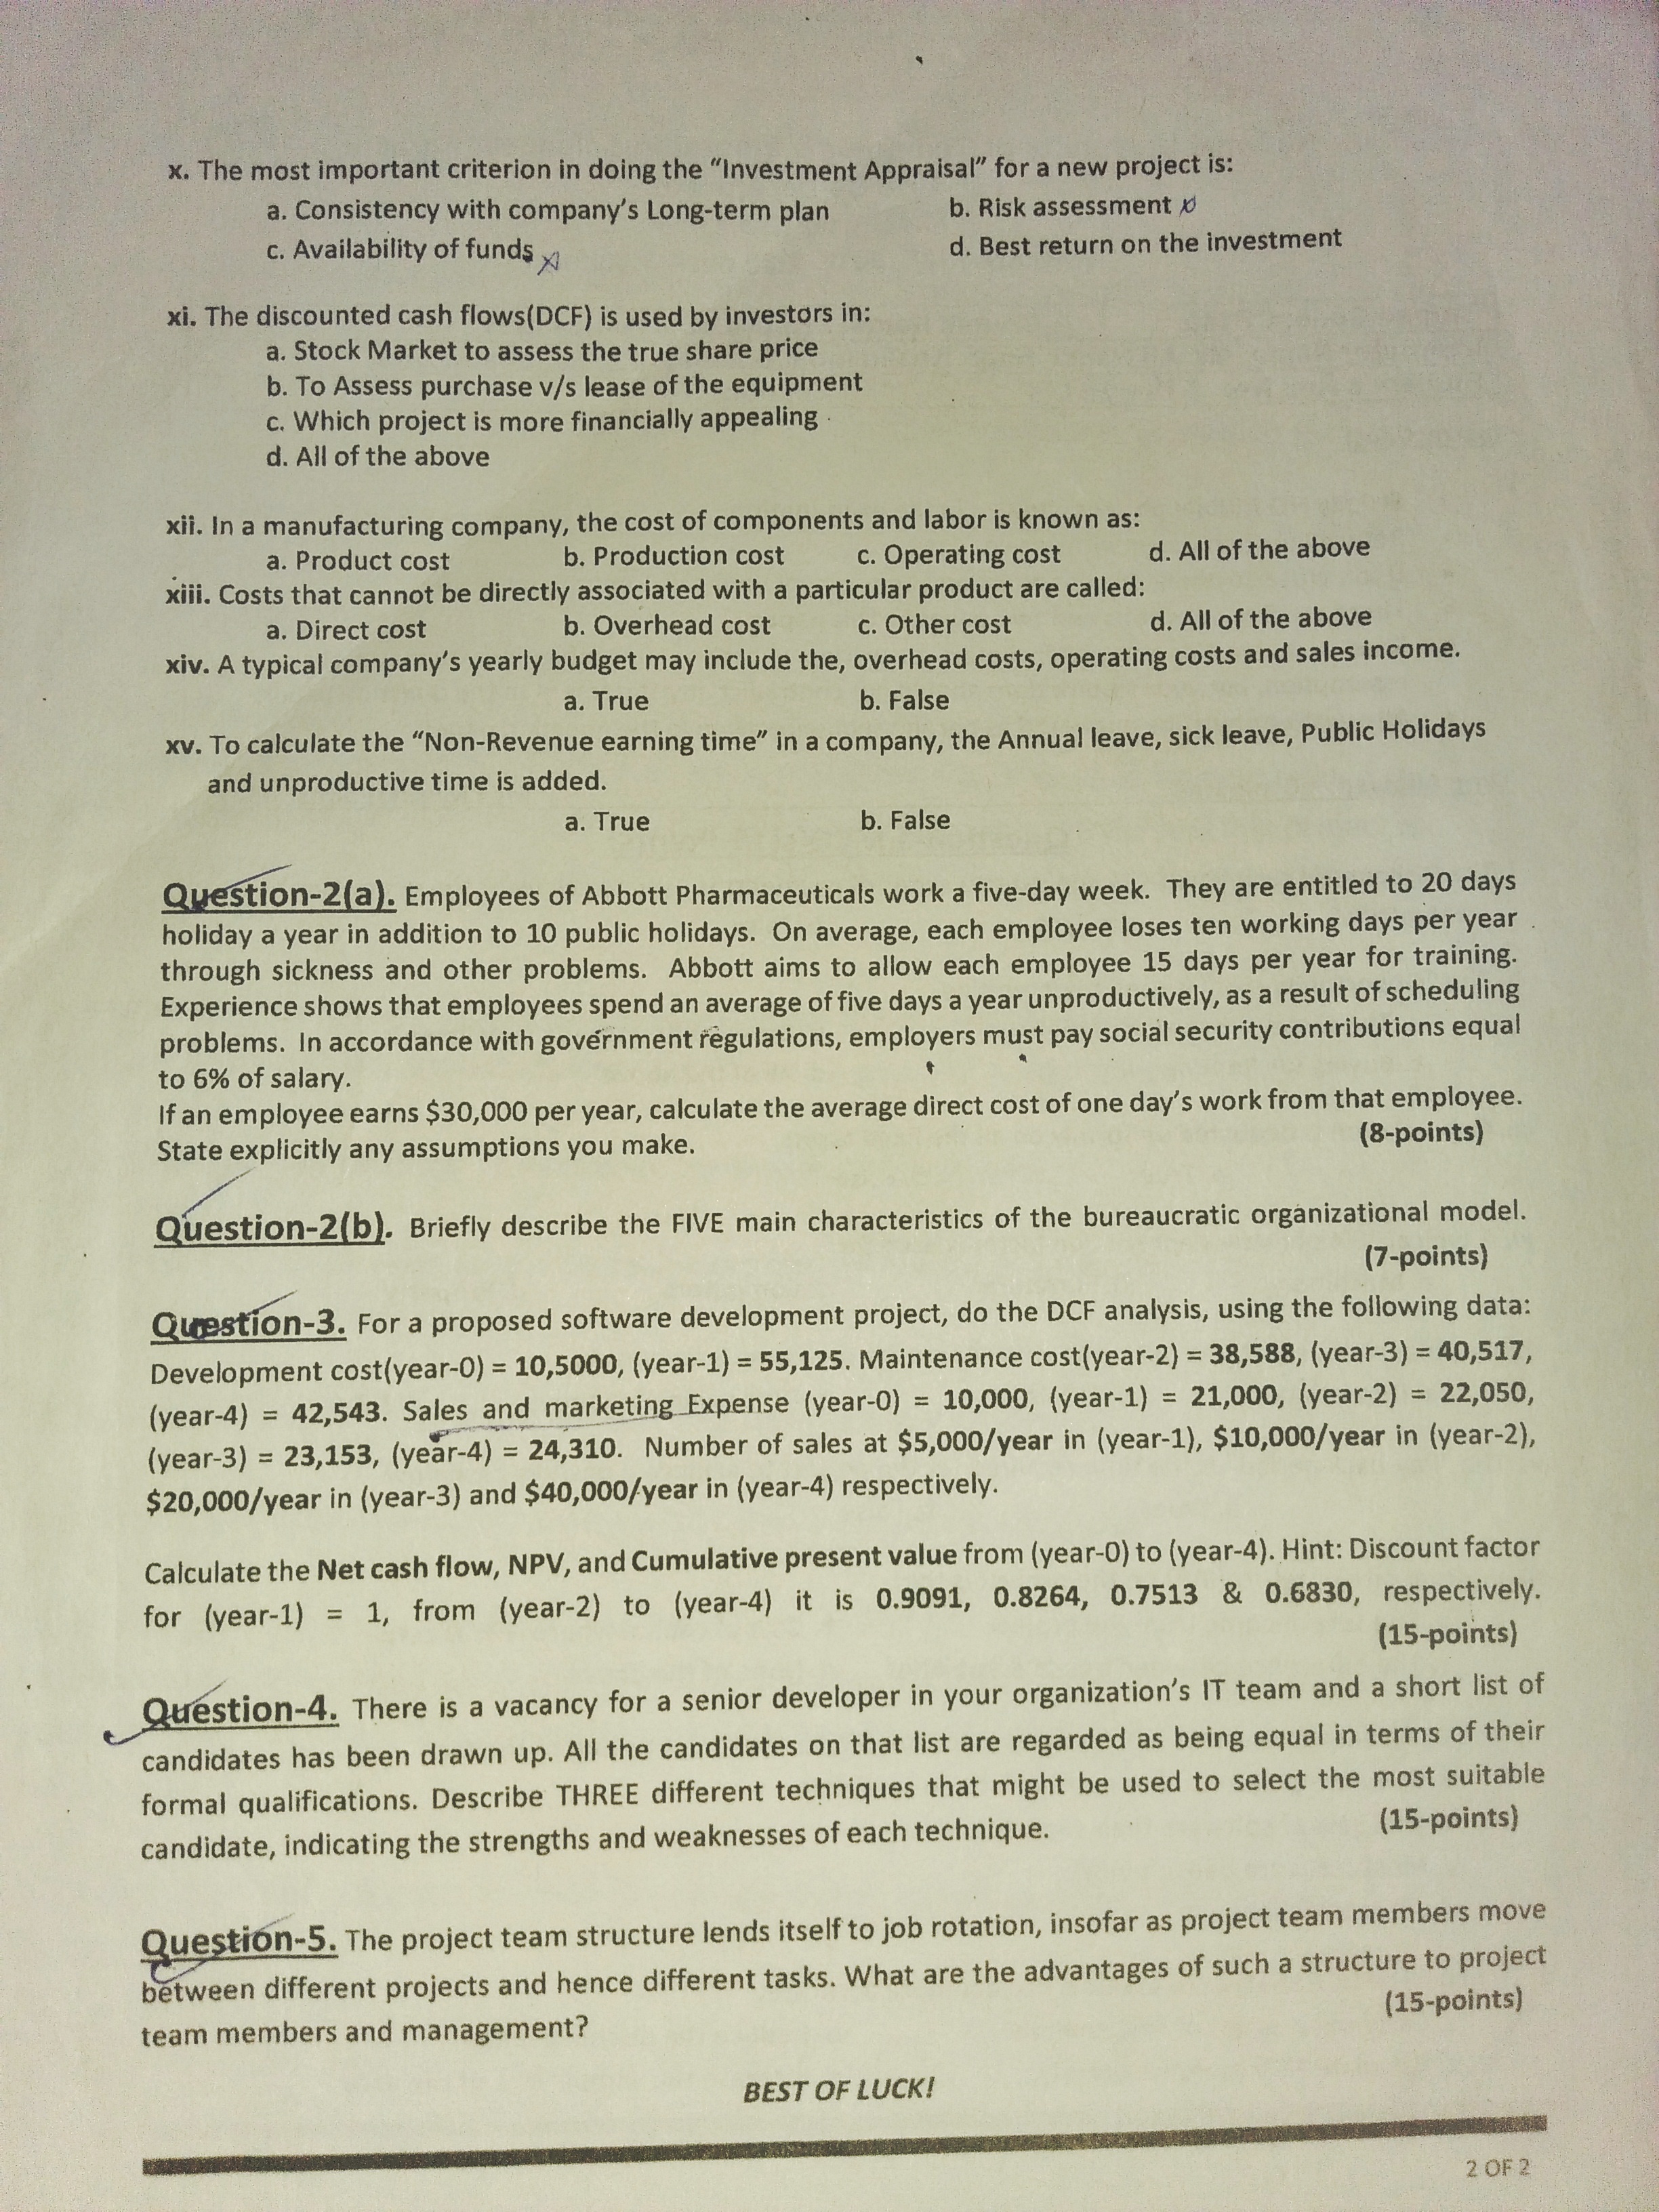 x. The most important criterion in doing the “Investment Appraisal” for a new project is:
a. Consistency with company’s Long-term plan b. Risk assessment
c. Availability of funds d. Best return on the investment
xi. The discounted cash flows(DCF) is used by investors in:
a. Stock Market to assess the true share price
b. To Assess purchase v/s lease of the equipment
c. Which project is more financially appealing
d. All of the above
xii. In a manufacturing company, the cost of components and labor is known as:
a. Product cost b. Production cost c. Operating cost d. All of the above
xiii. Costs that cannot be directly associated with a particular product are called:
a. Direct cost b. Overhead cost c. Other cost d. All of the above
xiv. A typical company’s yearly budget may include the, overhead costs, operating costs and sales income.
a. True b. False
xv. To calculate the “Non-Revenue earning time” in a company, the Annual leave, sick leave, Public Holidays
and unproductive time is added.
a. True b. False
Question-2(a). Employees of Abbott Pharmaceuticals work a five-day week. They are entitled to 20 days
holiday a year in addition to 10 public holidays. On average, each employee loses ten working days per year
through sickness and other problems. Abbott aims to allow each employee 15 days per year for training.
Experience shows that employees spend an average of five days a year unproductively, as a result of scheduling
problems. In accordance with government regulations, employers must pay social security contributions equal
to 6% of salary.
If an employee earns $30,000 per year, calculate the average direct cost of one day’s work from that employee.
State explicitly any assumptions you make. (8-points)
Question-2(b). Briefly describe the FIVE main characteristics of the bureaucratic organizational model.
(7-points)
Question-3. For a proposed software development project, do the DCF analysis, using the following data:
Development cost(year-0) = 10,5000, (year-1) = 55,125. Maintenance cost(year-2) = 38,588, (year-3) = 40,517,
(year-4) = 42,543. Sales and marketing Expense (year-0) = 10,000, (year-1) = 21,000, (year-2) = 22,050,
(year-3) = 23,153, (year-4) = 24,310. Number of sales at $5,000/year in (year-1), $10,000/year in (year-2),
$20,000/year in (year-3) and $40,000/year in (year-4) respectively.
Calculate the Net cash flow, NPV, and Cumulative present value from (year-0) to (year-4). Hint: Discount factor
for (year-1) = 1, from (year-2) to (year-4) it is 0.9091, 0.8264, 0.7513 & 0.6830, respectively.
(15-points)
Question-4. There is a vacancy for a senior developer in your organization’s IT team and a short list of
candidates has been drawn up. All the candidates on that list are regarded as being equal in terms of their
formal qualifications. Describe THREE different techniques that might be used to select the most suitable
candidate, indicating the strengths and weaknesses of each technique. (15-points)
Question-5. The project team structure lends itself to job rotation, insofar as project team members move
between different projects and hence different tasks. What are the advantages of such a structure to project
team members and management? (15-points)
BEST OF LUCK!
2 OF 2